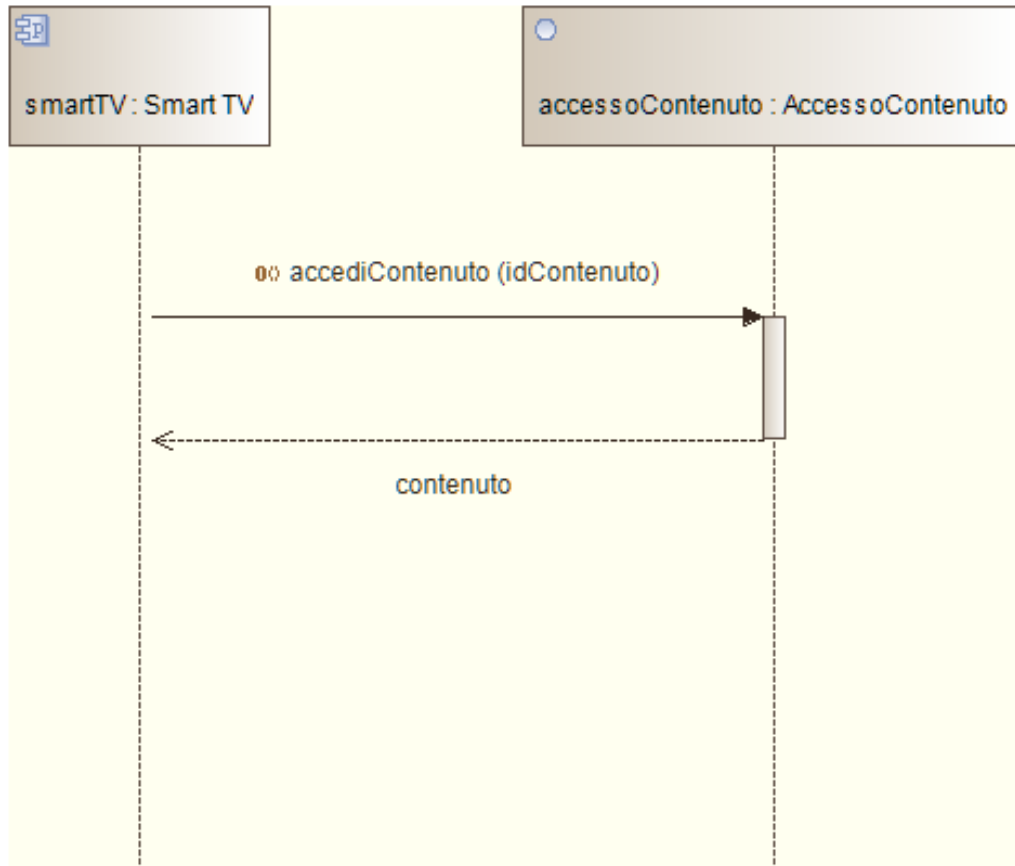 smartTV : Smart TV
accessoContenuto : AccessoContenuto
accediContenuto (idContenuto)
contenuto